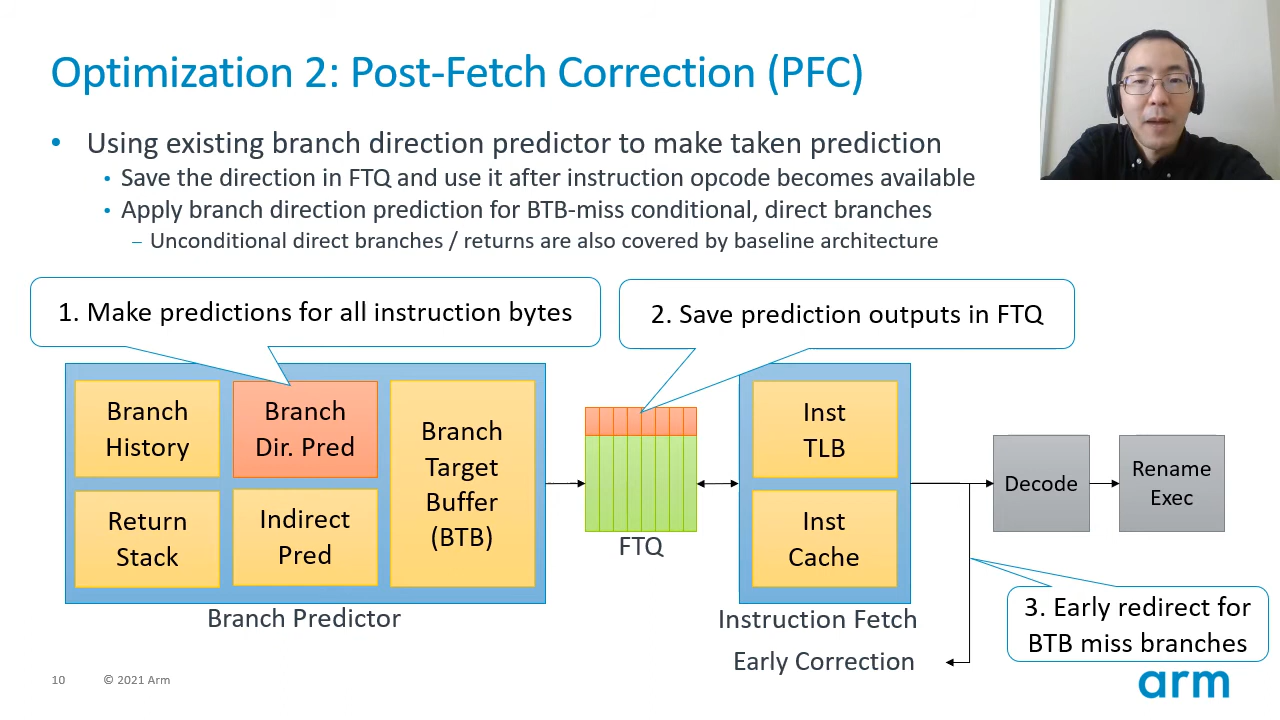 Optimization 2: Post-Fetch Correction (PFC)
• Using existing branch direction predictor to make taken prediction
• Save the direction in FTQ and use it after instruction opcode becomes available
• Apply branch direction prediction for BTB-miss conditional, direct branches
– Unconditional direct branches / returns are also covered by baseline architecture
1. Make predictions for all instruction bytes
2. Save prediction outputs in FTQ
Branch
History
Branch
Dir. Pred
Branch
Target
Buffer
(BTB)
Return
Stack
Indirect
Pred
Branch Predictor
FTQ
Inst
TLB
Inst
Cache
Instruction Fetch
Decode
Rename
Exec
3. Early redirect for
BTB miss branches
Early Correction
10
© 2021 Arm
arm